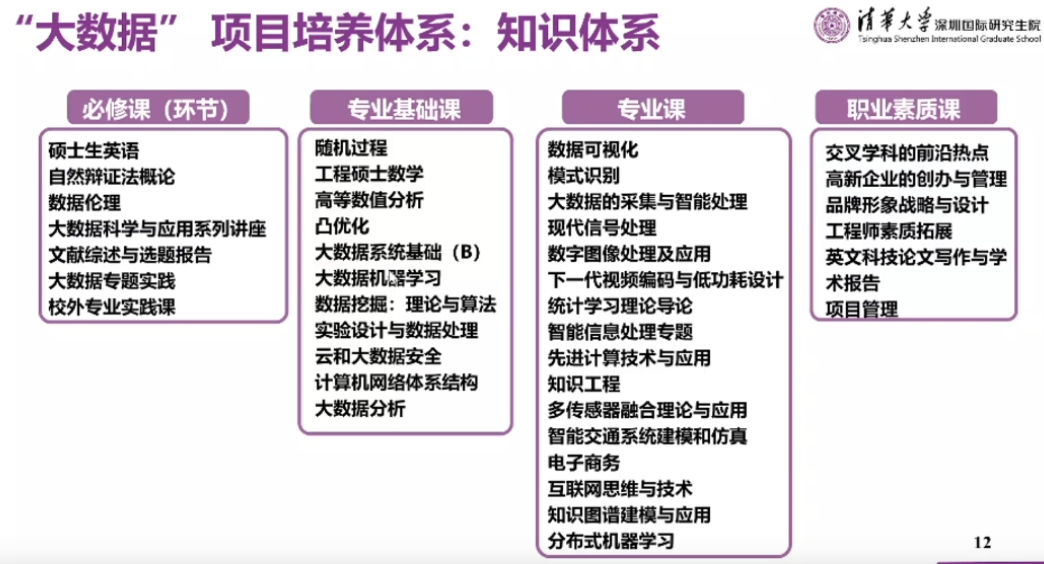 “大数据” 项目培养体系：知识体系
清华大学深圳国际研究生院
Tsinghua Shenzhen International Graduate School
必修课（环节）
硕士生英语
自然辩证法概论
数据伦理
大数据科学与应用系列讲座
文献综述与选题报告
大数据专题实践
校外专业实践课
专业基础课
随机过程
工程硕士数学
高等数值分析
凸优化
大数据系统基础（B）
大数据机器学习
数据挖掘：理论与算法
实验设计与数据处理
云和大数据安全
计算机网络体系结构
大数据分析
专业课
数据可视化
模式识别
大数据的采集与智能处理
现代信号处理
数字图像处理及应用
下一代视频编码与低功耗设计
统计学习理论导论
智能信息处理专题
先进计算技术与应用
知识工程
多传感器融合理论与应用
智能交通系统建模和仿真
电子商务
互联网思维与技术
知识图谱建模与应用
分布式机器学习
职业素质课
交叉学科的前沿热点
高新企业的创办与管理
品牌形象战略与设计
工程师素质拓展
英文科技论文写作与学
术报告
项目管理
12